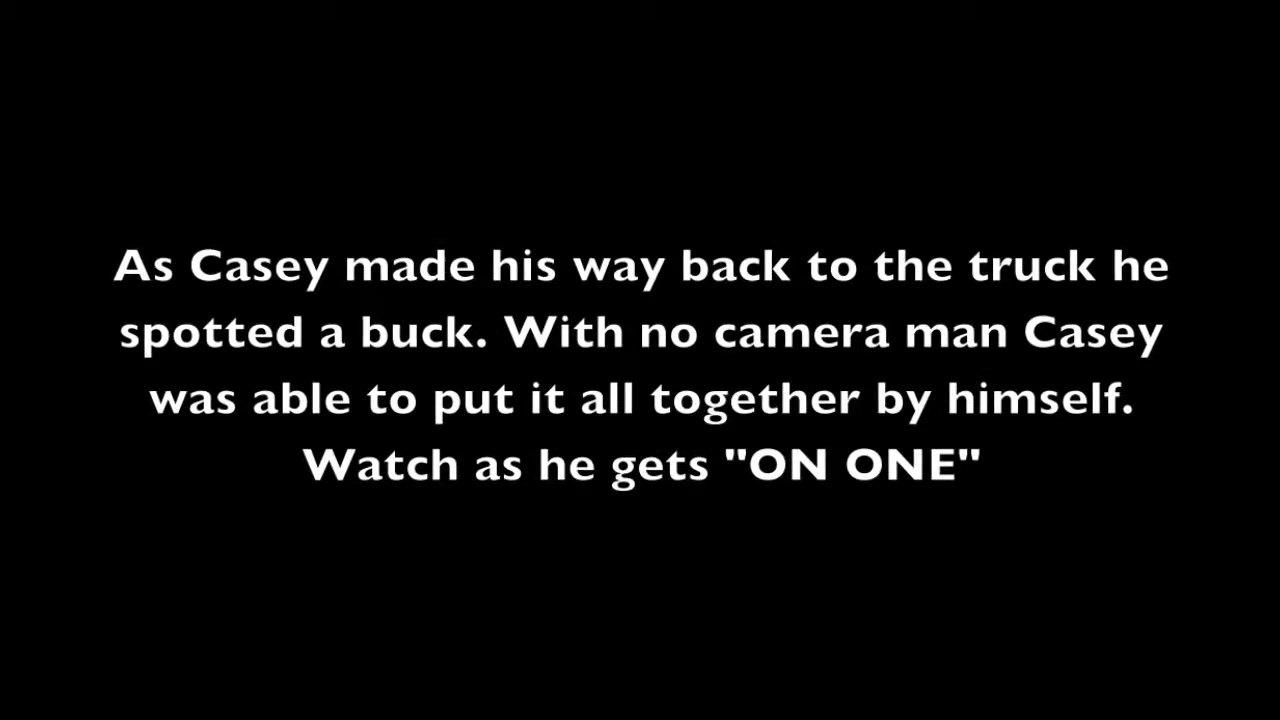 As Casey made his way back to the truck he
spotted a buck. With no camera man Casey
was able to put it all together by himself.
Watch as he gets "ON ONE"